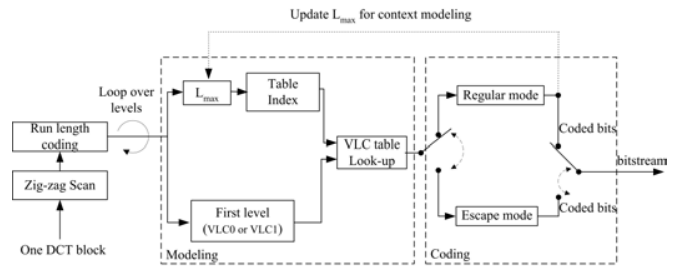 Update Lmax for context modeling
Loop over
levels
Lmax
Table
Index
Regular mode
Run length
coding
Coded bits
VLC table
Look-up
bitstream
Zig-zag Scan
Coded bits
First level
(VLC0 or VLC1)
Escape mode
One DCT block
Modeling
Coding